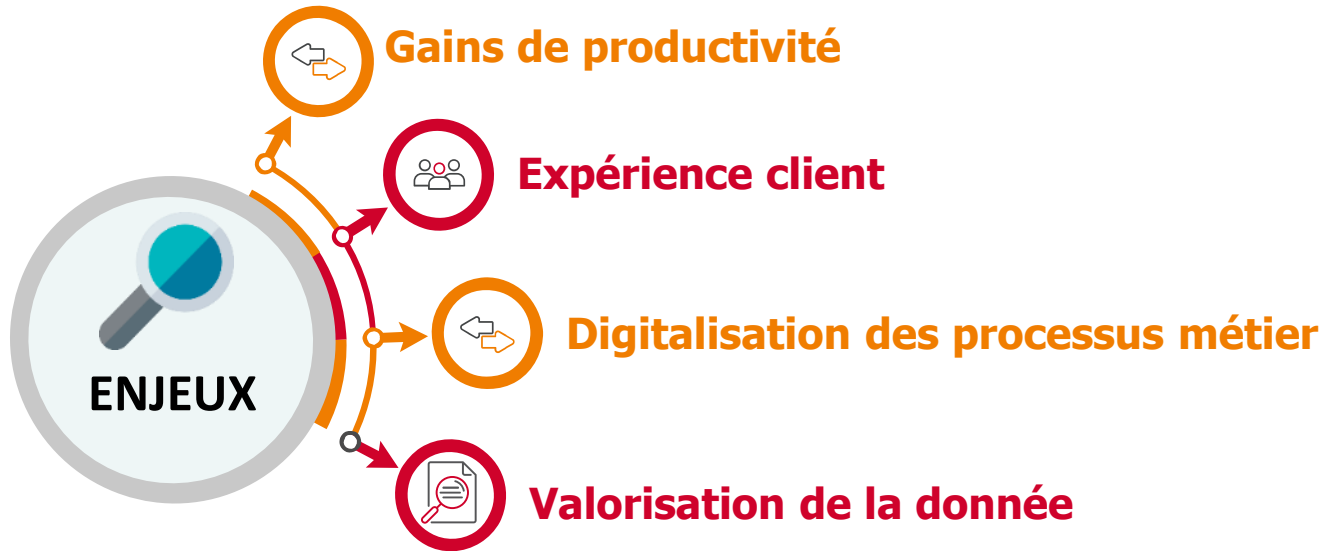 Gains de productivité
Expérience client
Digitalisation des processus métier
ENJEUX
Valorisation de la donnée